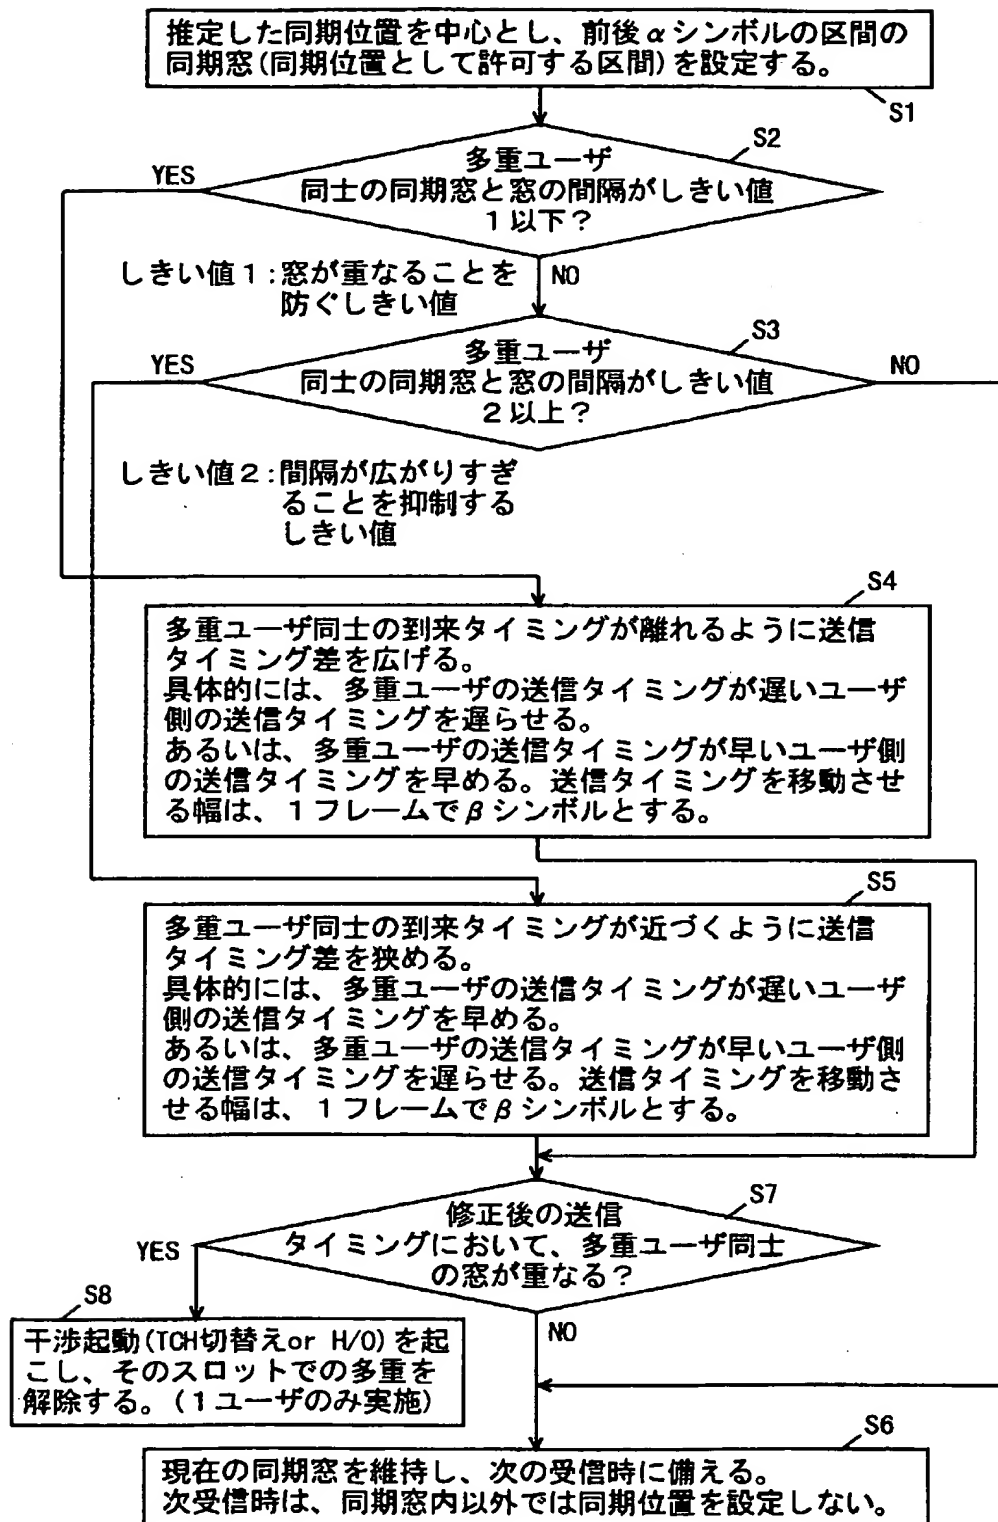 推定した同期位置を中心とし、前後αシンボルの区間の
同期窓(同期位置として許可する区間)を設定する。
S1
S2
多重ユーザ
同士の同期窓と窓の間隔がしきい値
1以下?
YES
しきい値1:窓が重なることを
防ぐしきい値
NO
S3
多重ユーザ
同士の同期窓と窓の間隔がしきい値
2以上?
YES
NO
しきい値2:間隔が広がりすぎ
ることを抑制する
しきい値
S4
多重ユーザ同士の到来タイミングが離れるように送信
タイミング差を広げる。
具体的には、多重ユーザの送信タイミングが遅いユーザ
側の送信タイミングを遅らせる。
あるいは、多重ユーザの送信タイミングが早いユーザ側
の送信タイミングを早める。送信タイミングを移動させ
る幅は、1フレームでβシンボルとする。
S5
多重ユーザ同士の到来タイミングが近づくように送信
タイミング差を狭める。
具体的には、多重ユーザの送信タイミングが遅いユーザ
側の送信タイミングを早める。
あるいは、多重ユーザの送信タイミングが早いユーザ側
の送信タイミングを遅らせる。送信タイミングを移動さ
せる幅は、1フレームでβシンボルとする。
S7
修正後の送信
タイミングにおいて、多重ユーザ同士
の窓が重なる?
YES
NO
S8
干渉起動(TCH切替えor H/O)を起
こし、そのスロットでの多重を
解除する。(1ユーザのみ実施)
S6
現在の同期窓を維持し、次の受信時に備える。
次受信時は、同期窓内以外では同期位置を設定しない。